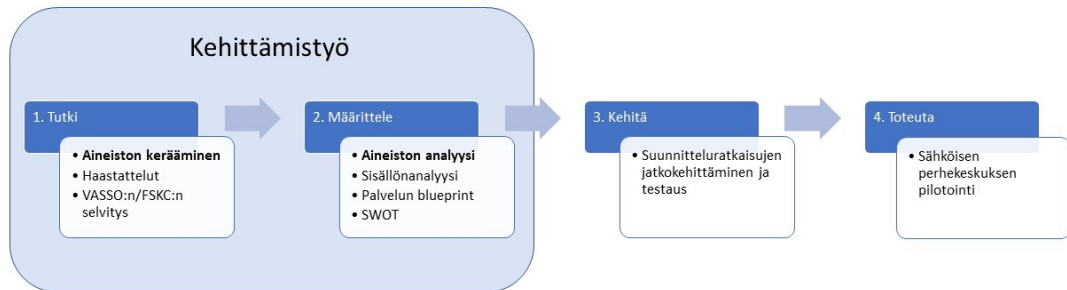 Kehittämistyö
1. Tutki
• Aineiston kerääminen
• Haastattelut
• VASSO:n/FSKC:n
selvitys
2. Määrittele
• Aineiston analyysi
• Sisällönanalyysi
• Palvelun blueprint
• SWOT
3. Kehitä
• Suunnitteluratkaisujen
jatkokehittäminen ja
testaus
4. Toteuta
• Sähköisen
perhekeskuksen
pilotointi